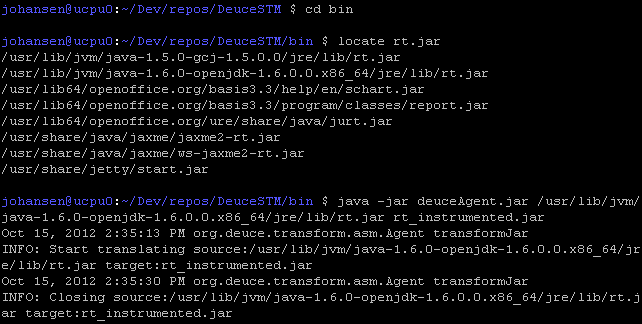 johansen@ucpu0:~/Dev/repos/DeuceSTM $ cd bin
johansen@ucpu0:~/Dev/repos/DeuceSTM/bin $ locate rt.jar
/usr/lib/jvm/java-1.5.0-gcj-1.5.0.0/jre/lib/rt.jar
/usr/lib/jvm/java-1.6.0-openjdk-1.6.0.0.x86_64/jre/lib/rt.jar
/usr/lib64/openoffice.org/basis3.3/help/en/schart.jar
/usr/lib64/openoffice.org/basis3.3/program/classes/report.jar
/usr/lib64/openoffice.org/ure/share/java/jurt.jar
/usr/share/java/jaxme/jaxme2-rt.jar
/usr/share/java/jaxme/ws-jaxme2-rt.jar
/usr/share/jetty/start.jar
johansen@ucpu0:~/Dev/repos/DeuceSTM/bin $ java -jar deuceAgent.jar /usr/lib/jvm/
java-1.6.0-openjdk-1.6.0.0.x86_64/jre/lib/rt.jar rt_instrumented.jar
Oct 15, 2012 2:35:13 PM org.deuce.transform.asm.Agent transformJar
INFO: Start translating source:/usr/lib/jvm/java-1.6.0-openjdk-1.6.0.0.x86_64/jr
e/lib/rt.jar target:rt_instrumented.jar
Oct 15, 2012 2:35:30 PM org.deuce.transform.asm.Agent transformJar
INFO: Closing source:/usr/lib/jvm/java-1.6.0-openjdk-1.6.0.0.x86_64/jre/lib/rt.j
ar target:rt_instrumented.jar